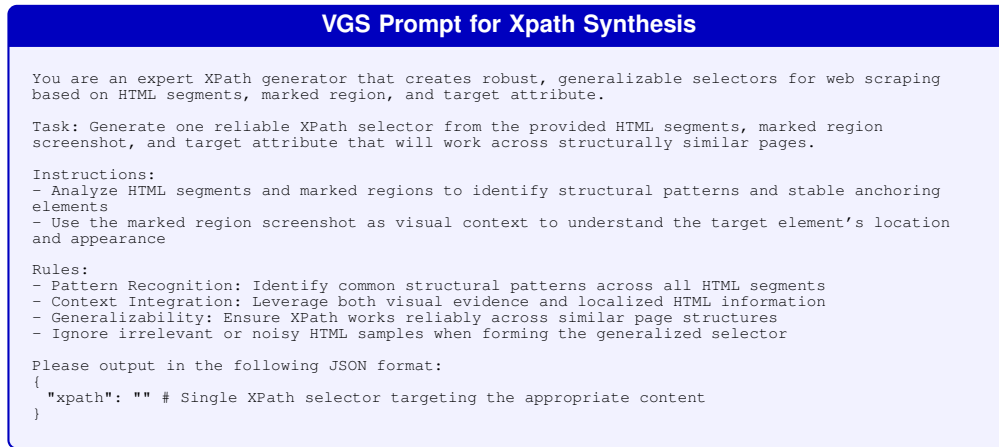 VGS Prompt for Xpath Synthesis
You are an expert XPath generator that creates robust, generalizable selectors for web scraping
based on HTML segments, marked region, and target attribute.
Task: Generate one reliable XPath selector from the provided HTML segments, marked region
screenshot, and target attribute that will work across structurally similar pages.
Instructions:
- Analyze HTML segments and marked regions to identify structural patterns and stable anchoring
elements
- Use the marked region screenshot as visual context to understand the target element's location
and appearance
Rules:
- Pattern Recognition: Identify common structural patterns across all HTML segments
- Context Integration: Leverage both visual evidence and localized HTML information
- Generalizability: Ensure XPath works reliably across similar page structures
- Ignore irrelevant or noisy HTML samples when forming the generalized selector
Please output in the following JSON format:
{
"xpath": "" # Single XPath selector targeting the appropriate content
}